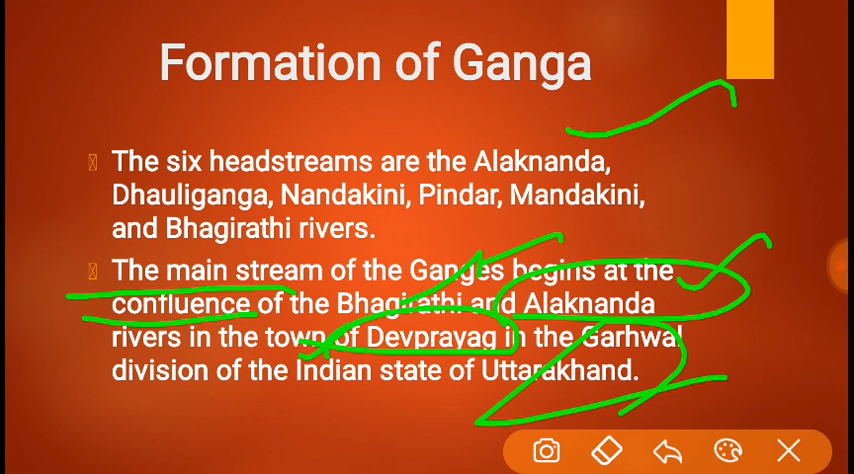 Formation of Ganga
The six headstreams are the Alaknanda,
Dhauliganga, Nandakini, Pindar, Mandakini,
and Bhagirathi rivers.
The main stream of the Ganges begins at the
confluence of the Bhagirathi and Alaknanda
rivers in the town of Devprayag in the Garhwal
division of the Indian state of Uttarakhand.